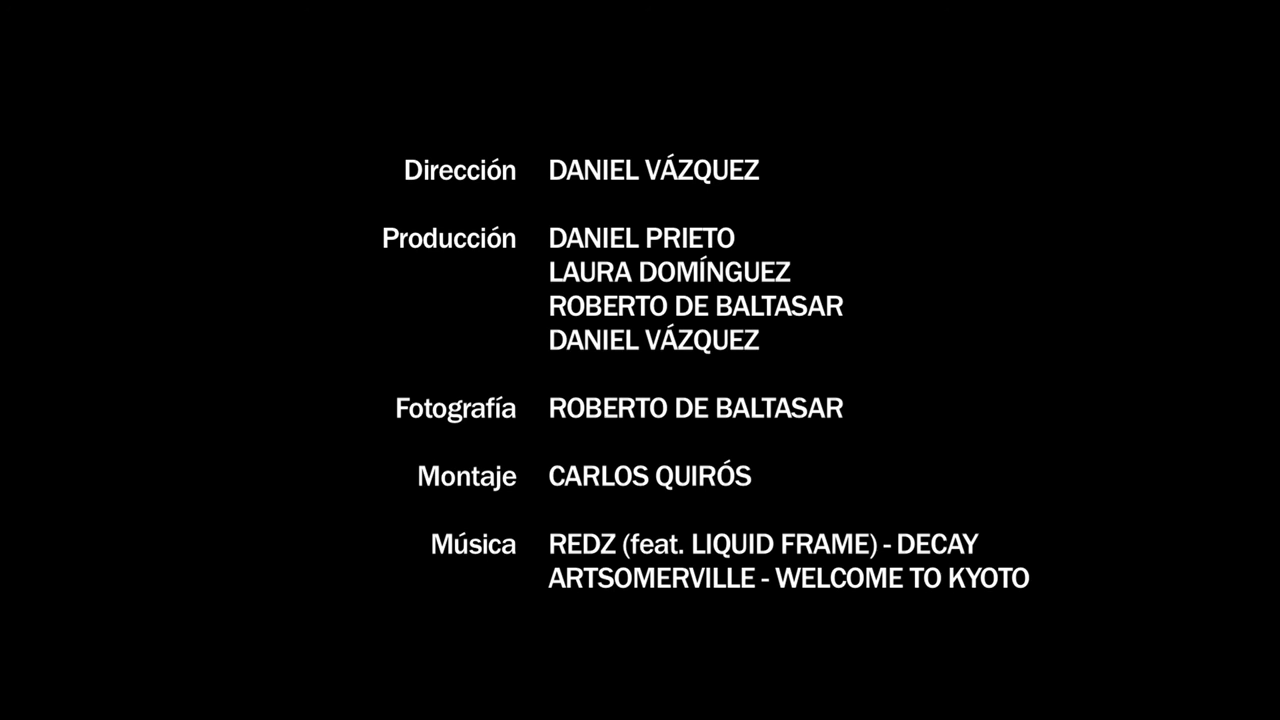 Dirección DANIEL VÁZQUEZ
Producción DANIEL PRIETO
LAURA DOMÍNGUEZ
ROBERTO DE BALTASAR
DANIEL VÁZQUEZ
Fotografía ROBERTO DE BALTASAR
Montaje CARLOS QUIRÓS
Música REDZ (feat. LIQUID FRAME) - DECAY
ARTSOMERVILLE - WELCOME TO KYOTO